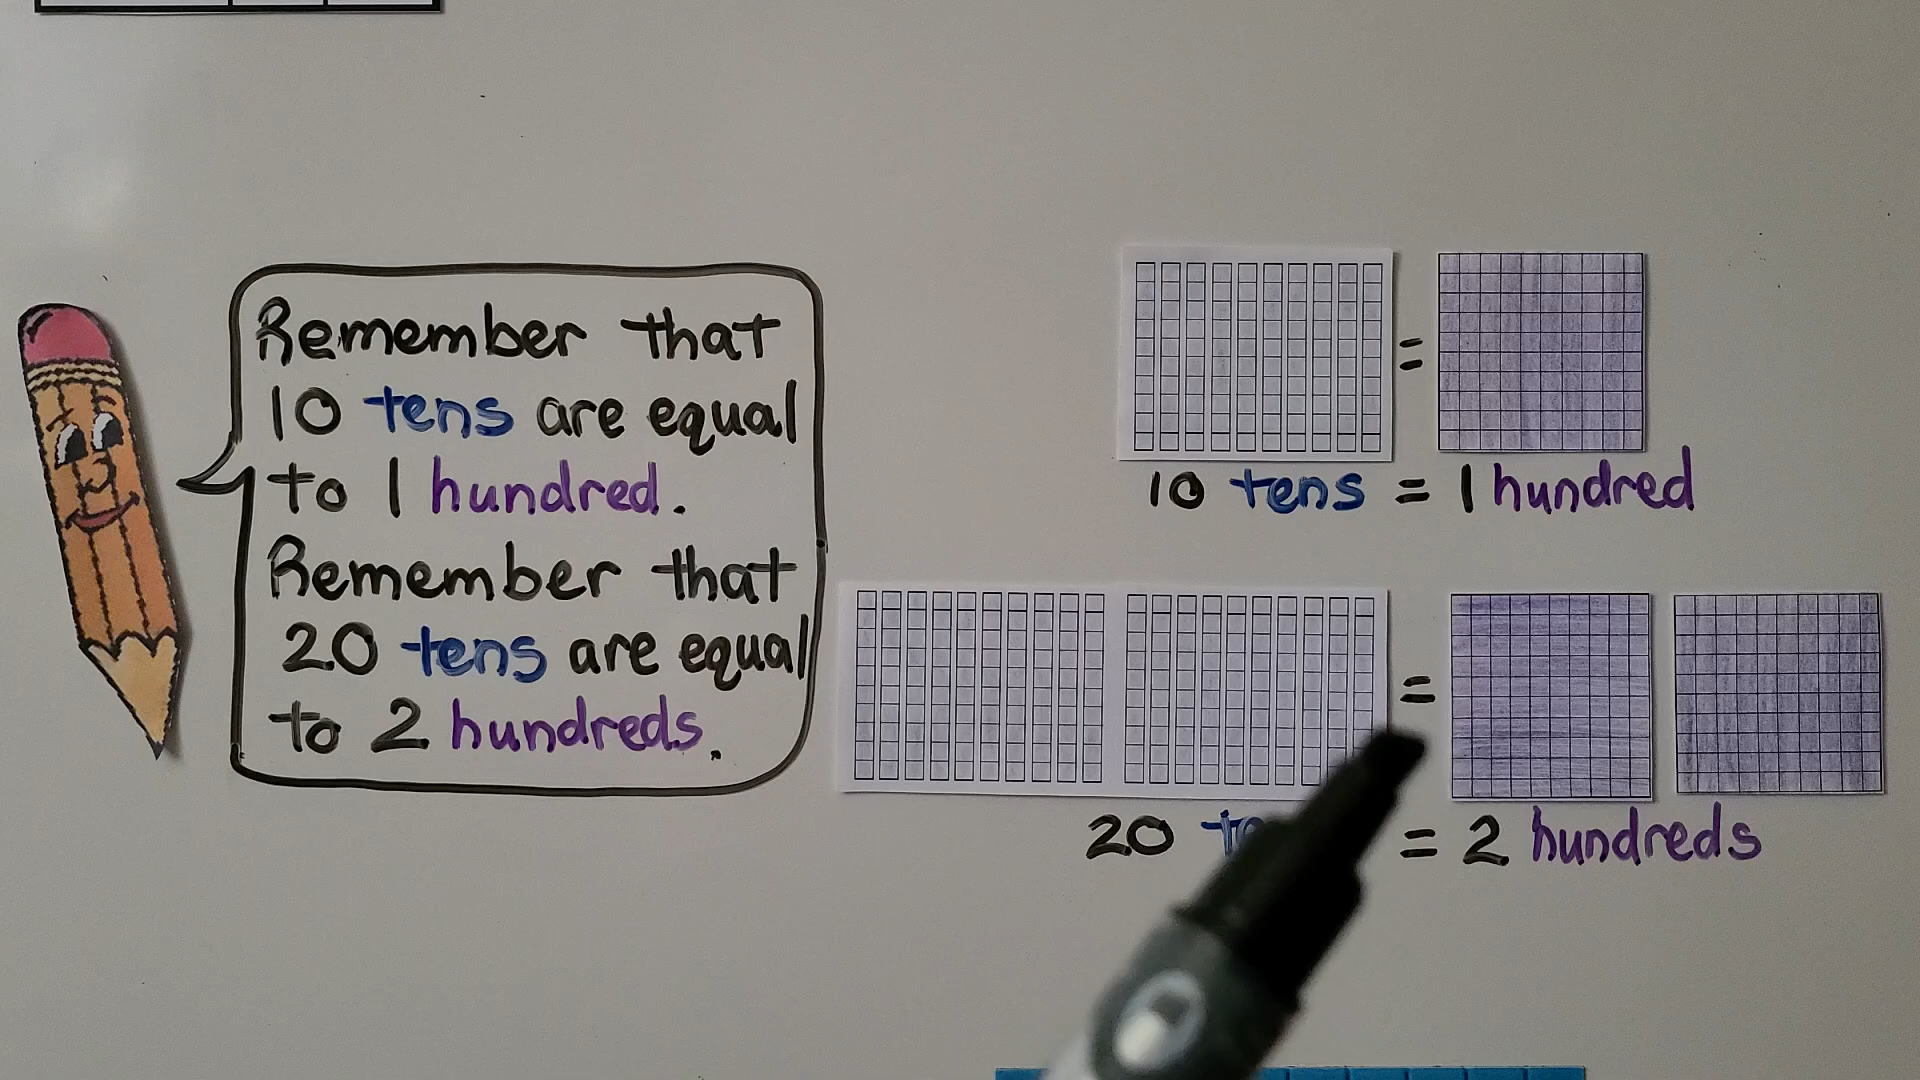 Remember that
10 tens are equal
to 1 hundred.
Remember that
20 tens are equal
to 2 hundreds.
=
10 tens = 1 hundred
=
20 = 2 hundreds